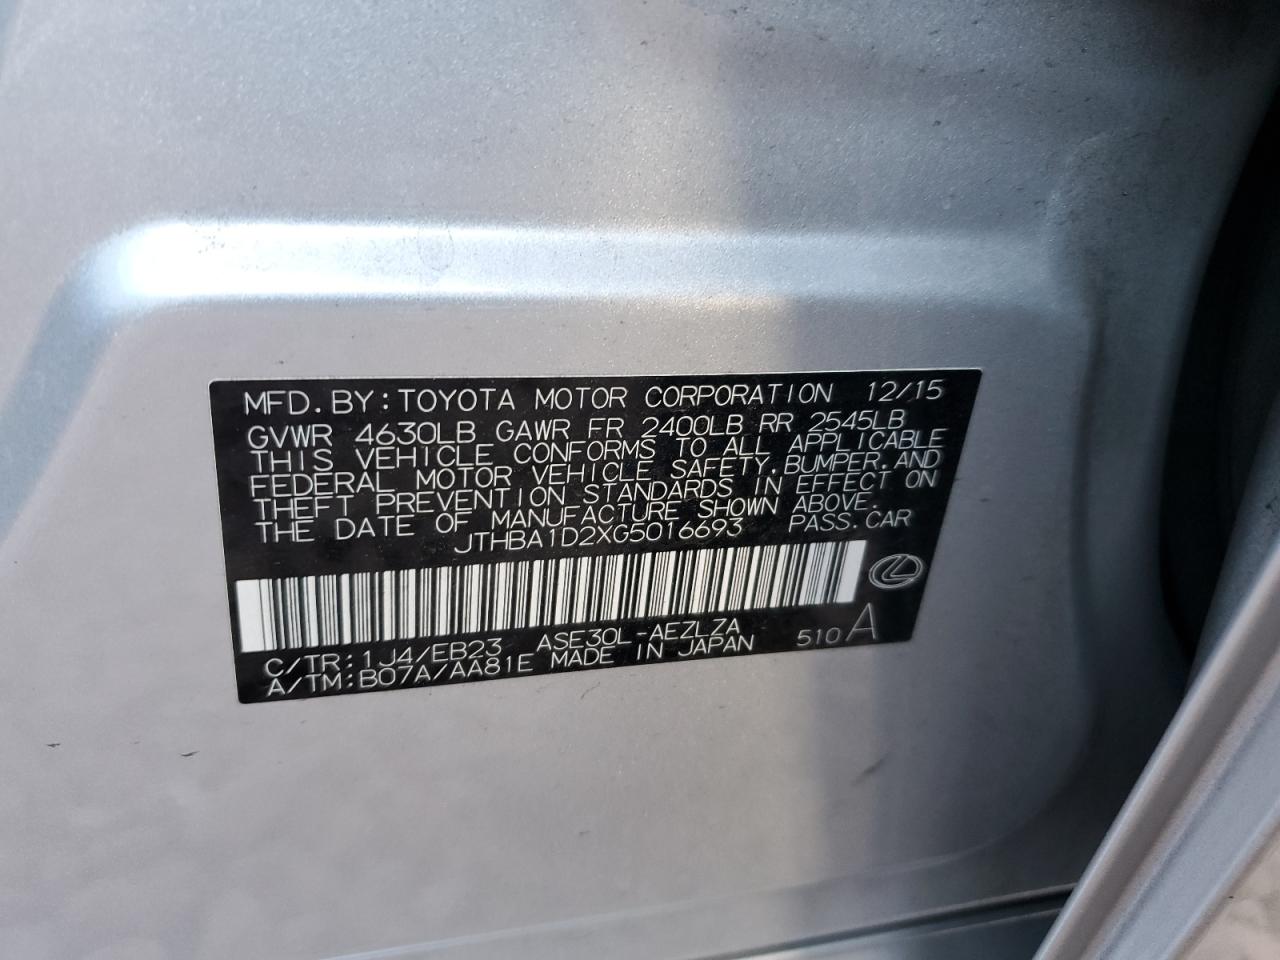 MFD.BY:TOYOTA MOTOR CORPORATION 12/15
GVWR 4630LB GAWR FR 2400LB RR 2545LB
THIS VEHICLE CONFORMS TO ALL APPLICABLE
FEDERAL MOTOR VEHICLE SAFETY,BUMPER,AND
THEFT PREVENTION STANDARDS IN EFFECT ON
THE DATE OF MANUFACTURE SHOWN ABOVE.
JTHBA1D2XG5016693 PASS.CAR
C/TR:1J4/EB23 ASE30L-AEZLZA 510A
A/TM:B07A/AA81E MADE IN JAPAN